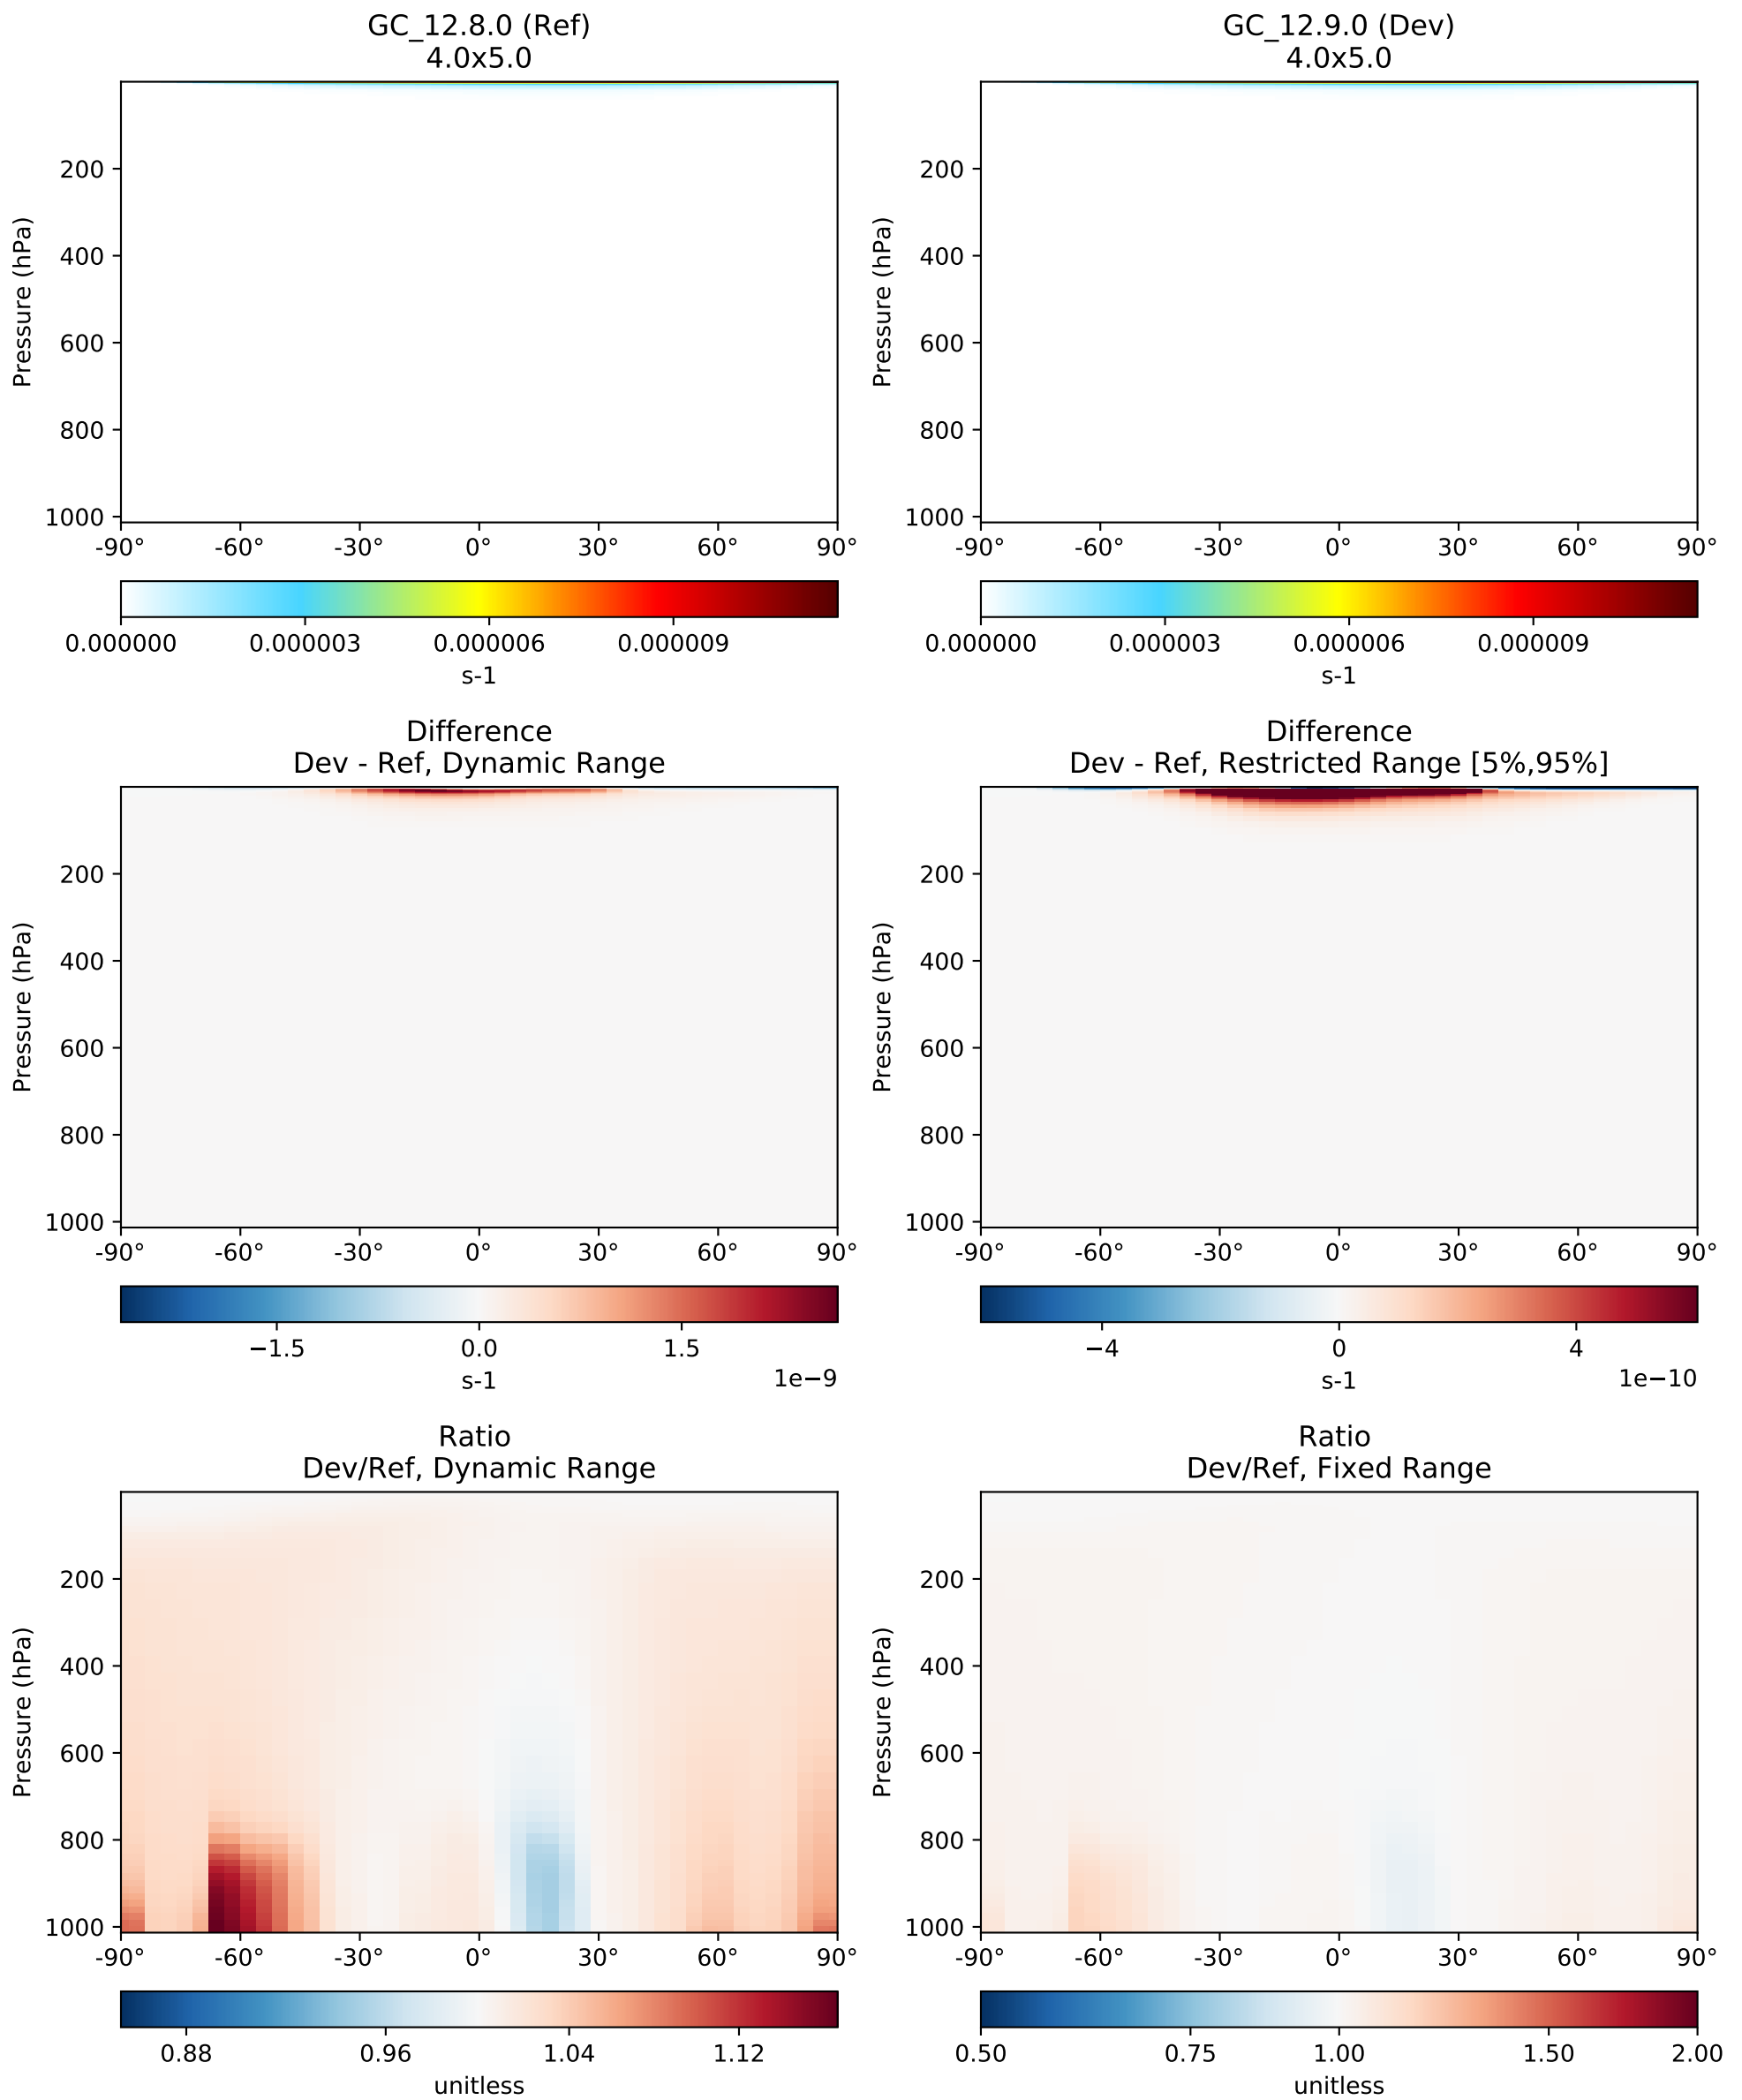 GC_12.8.0 (Ref)
4.0x5.0
Pressure (hPa)
200
400
600
800
1000
-90° -60° -30° 0° 30° 60° 90°
0.000000 0.000003 0.000006 0.000009
s-1
GC_12.9.0 (Dev)
4.0x5.0
Pressure (hPa)
200
400
600
800
1000
-90° -60° -30° 0° 30° 60° 90°
0.000000 0.000003 0.000006 0.000009
s-1
Difference
Dev - Ref, Dynamic Range
Pressure (hPa)
200
400
600
800
1000
-90° -60° -30° 0° 30° 60° 90°
−1.5 0.0 1.5
s-1 1e−9
Difference
Dev - Ref, Restricted Range [5%,95%]
Pressure (hPa)
200
400
600
800
1000
-90° -60° -30° 0° 30° 60° 90°
−4 0 4
s-1 1e−10
Ratio
Dev/Ref, Dynamic Range
Pressure (hPa)
200
400
600
800
1000
-90° -60° -30° 0° 30° 60° 90°
0.88 0.96 1.04 1.12
unitless
Ratio
Dev/Ref, Fixed Range
Pressure (hPa)
200
400
600
800
1000
-90° -60° -30° 0° 30° 60° 90°
0.50 0.75 1.00 1.50 2.00
unitless